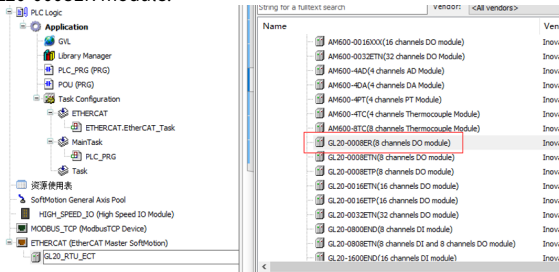 PLC Logic
Application
GVL
Library Manager
PLC_PRG (PRG)
POU (PRG)
Task Configuration
ETHERCAT
ETHERCAT.EtherCAT_Task
MainTask
PLC_PRG
Task
资源使用表
SoftMotion General Axis Pool
HIGH_SPEED_IO (High Speed IO Module)
MODBUS_TCP (ModbusTCP Device)
ETHERCAT (EtherCAT Master SoftMotion)
GL20_RTU_ECT
String for a fulltext search
Vendor: <All vendors>
Name
AM600-0016XXX(16 channels DO module)
AM600-0032ETN(32 channels DO module)
AM600-4AD(4 channels AD Module)
AM600-4DA(4 channels DA Module)
AM600-4PT(4 channels PT Module)
AM600-4TC(4 channels Thermocouple Module)
AM600-8TC(8 channels Thermocouple Module)
GL20-0008ER(8 channels DO module)
GL20-0008ETN(8 channels DO module)
GL20-0008ETP(8 channels DO module)
GL20-0016ETN(16 channels DO module)
GL20-0016ETP(16 channels DO module)
GL20-0032ETN(32 channels DO module)
GL20-0800END(8 channels DI module)
GL20-0808ETN(8 channels DI and 8 channels DO module)
GL20-1600END(16 channels DI module)